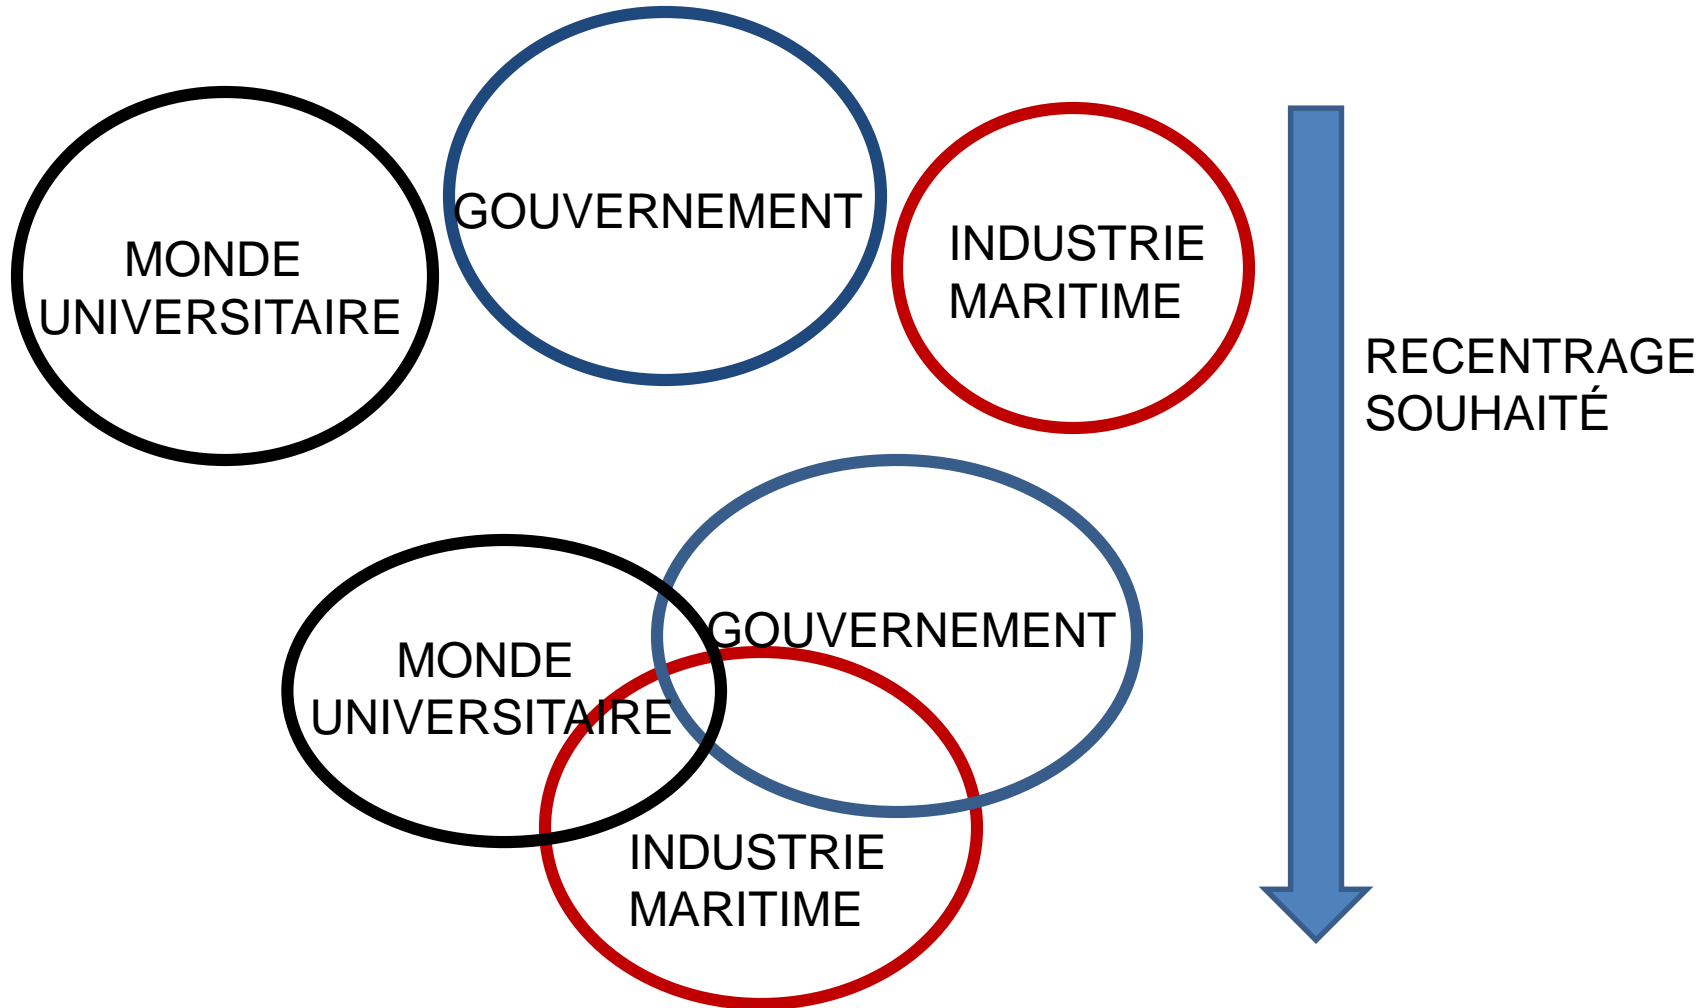 MONDE
UNIVERSITAIRE
GOUVERNEMENT
INDUSTRIE
MARITIME
RECENTRAGE
SOUHAITÉ
MONDE
UNIVERSITAIRE
GOUVERNEMENT
INDUSTRIE
MARITIME